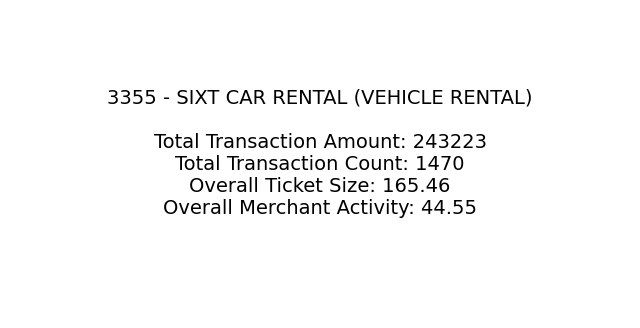 3355 - SIXT CAR RENTAL (VEHICLE RENTAL)
Total Transaction Amount: 243223
Total Transaction Count: 1470
Overall Ticket Size: 165.46
Overall Merchant Activity: 44.55